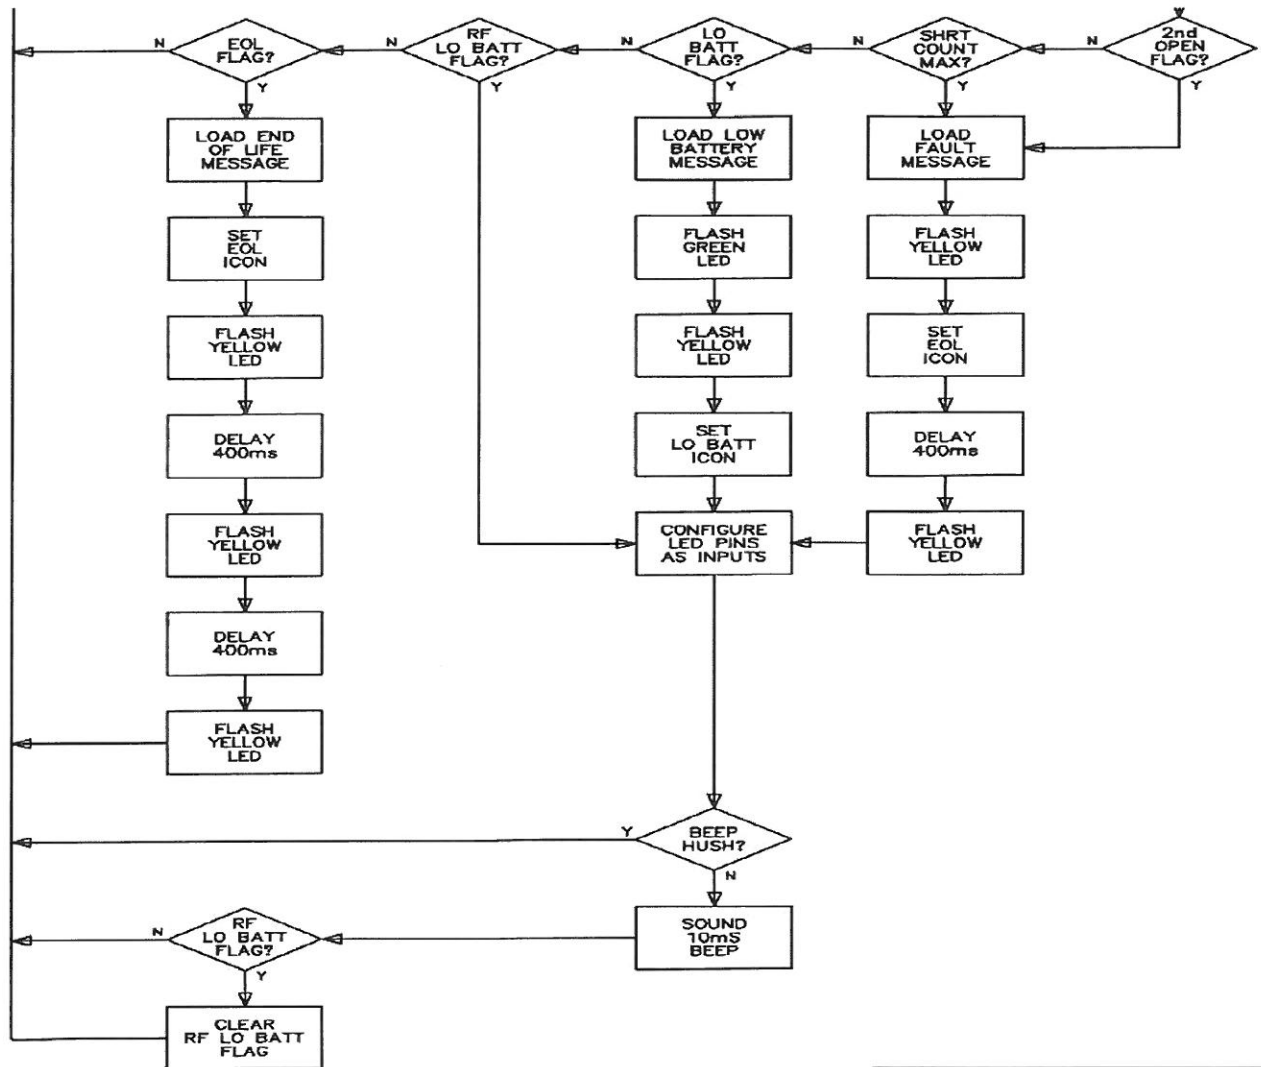 N
EOL
FLAG?
Y
N
RF
LO BATT
FLAG?
Y
N
LO
BATT
FLAG?
Y
N
SHRT
COUNT
MAX?
Y
N
2nd
OPEN
FLAG?
Y
LOAD END
OF LIFE
MESSAGE
LOAD LOW
BATTERY
MESSAGE
LOAD
FAULT
MESSAGE
SET
EOL
ICON
FLASH
GREEN
LED
FLASH
YELLOW
LED
FLASH
YELLOW
LED
FLASH
YELLOW
LED
SET
EOL
ICON
DELAY
400ms
SET
LO BATT
ICON
DELAY
400ms
FLASH
YELLOW
LED
CONFIGURE
LED PINS
AS INPUTS
FLASH
YELLOW
LED
DELAY
400ms
FLASH
YELLOW
LED
Y
BEEP
HUSH?
N
N
RF
LO BATT
FLAG?
Y
SOUND
10mS
BEEP
CLEAR
RF LO BATT
FLAG